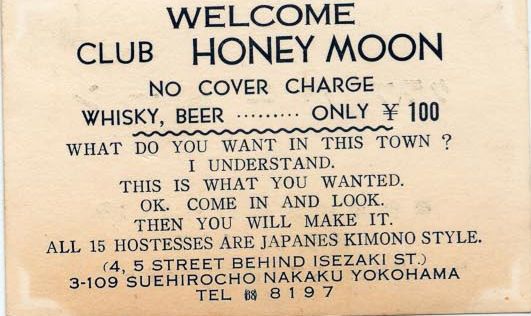 WELCOME
CLUB HONEY MOON
NO COVER CHARGE
WHISKY, BEER ......... ONLY ¥ 100
WHAT DO YOU WANT IN THIS TOWN ?
I UNDERSTAND.
THIS IS WHAT YOU WANTED.
OK. COME IN AND LOOK.
THEN YOU WILL MAKE IT.
ALL 15 HOSTESSES ARE JAPANES KIMONO STYLE.
(4, 5 STREET BEHIND ISEZAKI ST.)
3-109 SUEHIROCHO NAKAKU YOKOHAMA
TEL 8197